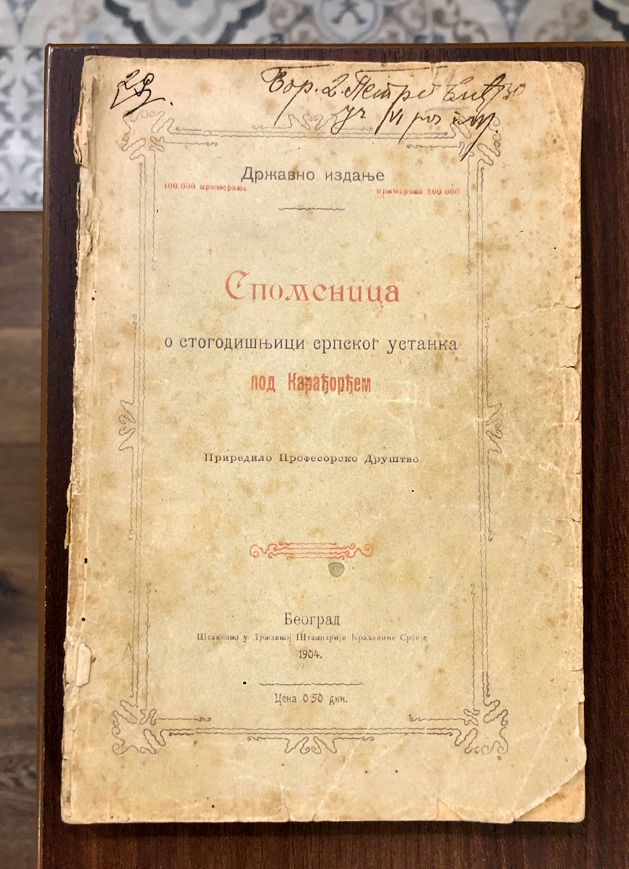 Државно издање
100.000 примерака примерака 100.000
Споменица
о стогодишњици српског устанка
под Карађорђем
Приредило Професорско Друштво
Београд
Штампано у Државној Штампарији Краљевине Србије
1904.
Цена 0·50 дин.